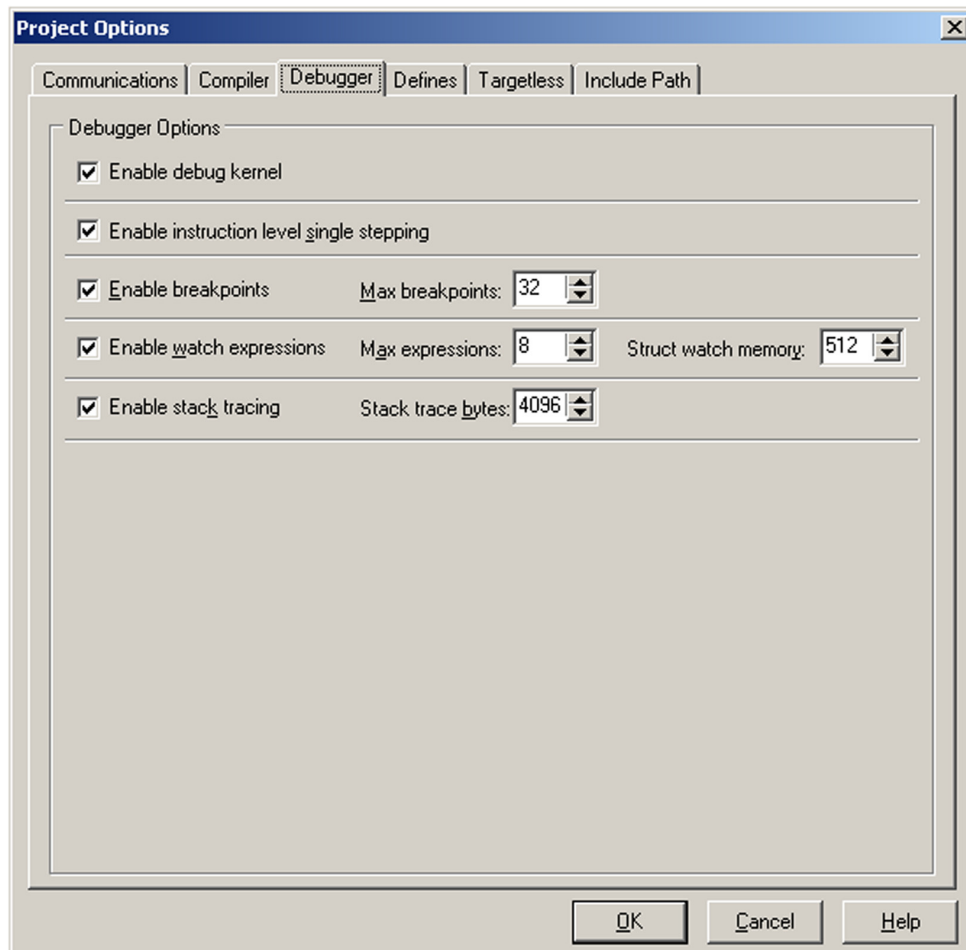 Project Options
Communications Compiler Debugger Defines Targetless Include Path
Debugger Options
Enable debug kernel
Enable instruction level single stepping
Enable breakpoints Max breakpoints: 32
Enable watch expressions Max expressions: 8 Struct watch memory: 512
Enable stack tracing Stack trace bytes: 4096
OK Cancel Help